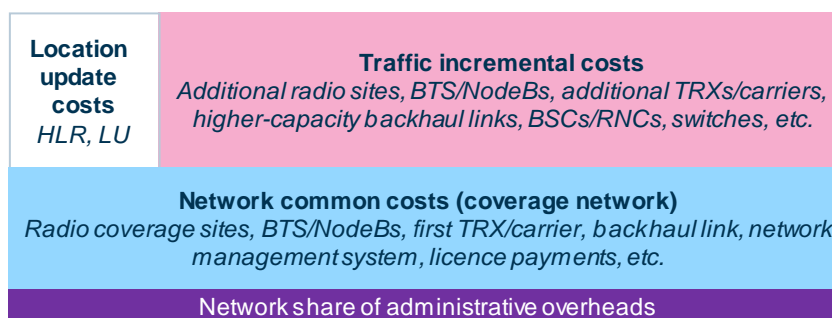 Location
update
costs
HLR, LU
Traffic incremental costs
Additional radio sites, BTS/NodeBs, additional TRXs/carriers,
higher-capacity backhaul links, BSCs/RNCs, switches, etc.
Network common costs (coverage network)
Radio coverage sites, BTS/NodeBs, first TRX/carrier, backhaul link, network
management system, licence payments, etc.
Network share of administrative overheads